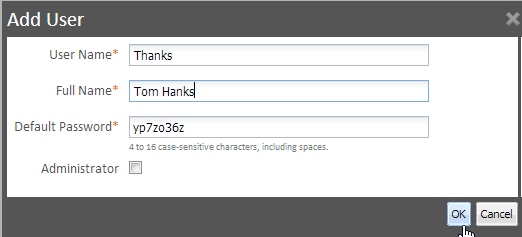 Add User
User Name* Thanks
Full Name* Tom Hanks
Default Password* yp7zo36z
4 to 16 case-sensitive characters, including spaces.
Administrator
OK Cancel